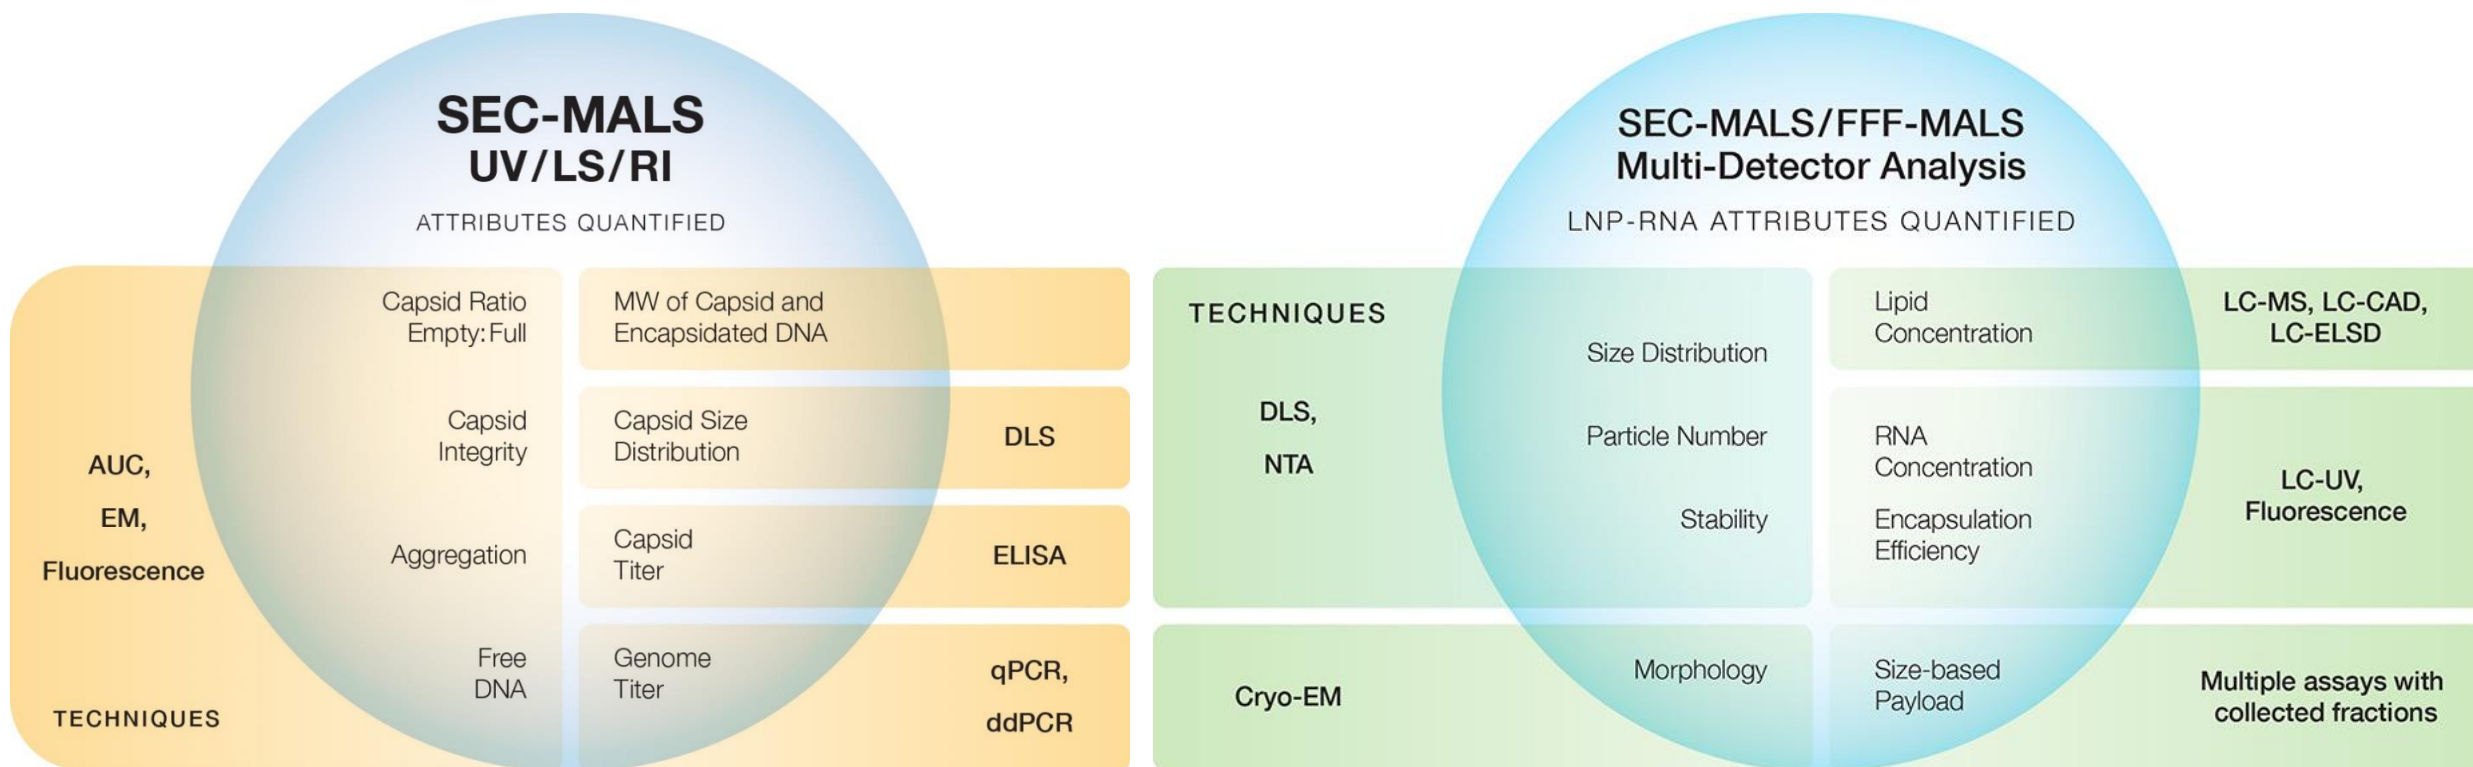 SEC-MALS
UV/LS/RI
ATTRIBUTES QUANTIFIED
Capsid Ratio
Empty:Full
MW of Capsid and
Encapsidated DNA
Capsid
Integrity
Capsid Size
Distribution
DLS
AUC,
EM,
Fluorescence
Aggregation
Capsid
Titer
ELISA
Free
DNA
Genome
Titer
qPCR,
ddPCR
TECHNIQUES
SEC-MALS/FFF-MALS
Multi-Detector Analysis
LNP-RNA ATTRIBUTES QUANTIFIED
TECHNIQUES
DLS,
NTA
Size Distribution
Particle Number
Stability
Lipid
Concentration
LC-MS, LC-CAD,
LC-ELSD
RNA
Concentration
Encapsulation
Efficiency
LC-UV,
Fluorescence
Cryo-EM
Morphology
Size-based
Payload
Multiple assays with
collected fractions